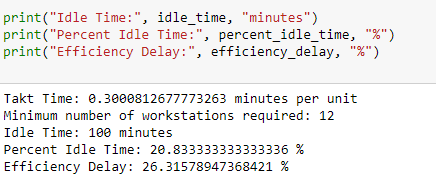 print("Idle Time:", idle_time, "minutes")
print("Percent Idle Time:", percent_idle_time, "%")
print("Efficiency Delay:", efficiency_delay, "%")
Takt Time: 0.3000812677773263 minutes per unit
Minimum number of workstations required: 12
Idle Time: 100 minutes
Percent Idle Time: 20.833333333333336 %
Efficiency Delay: 26.31578947368421 %